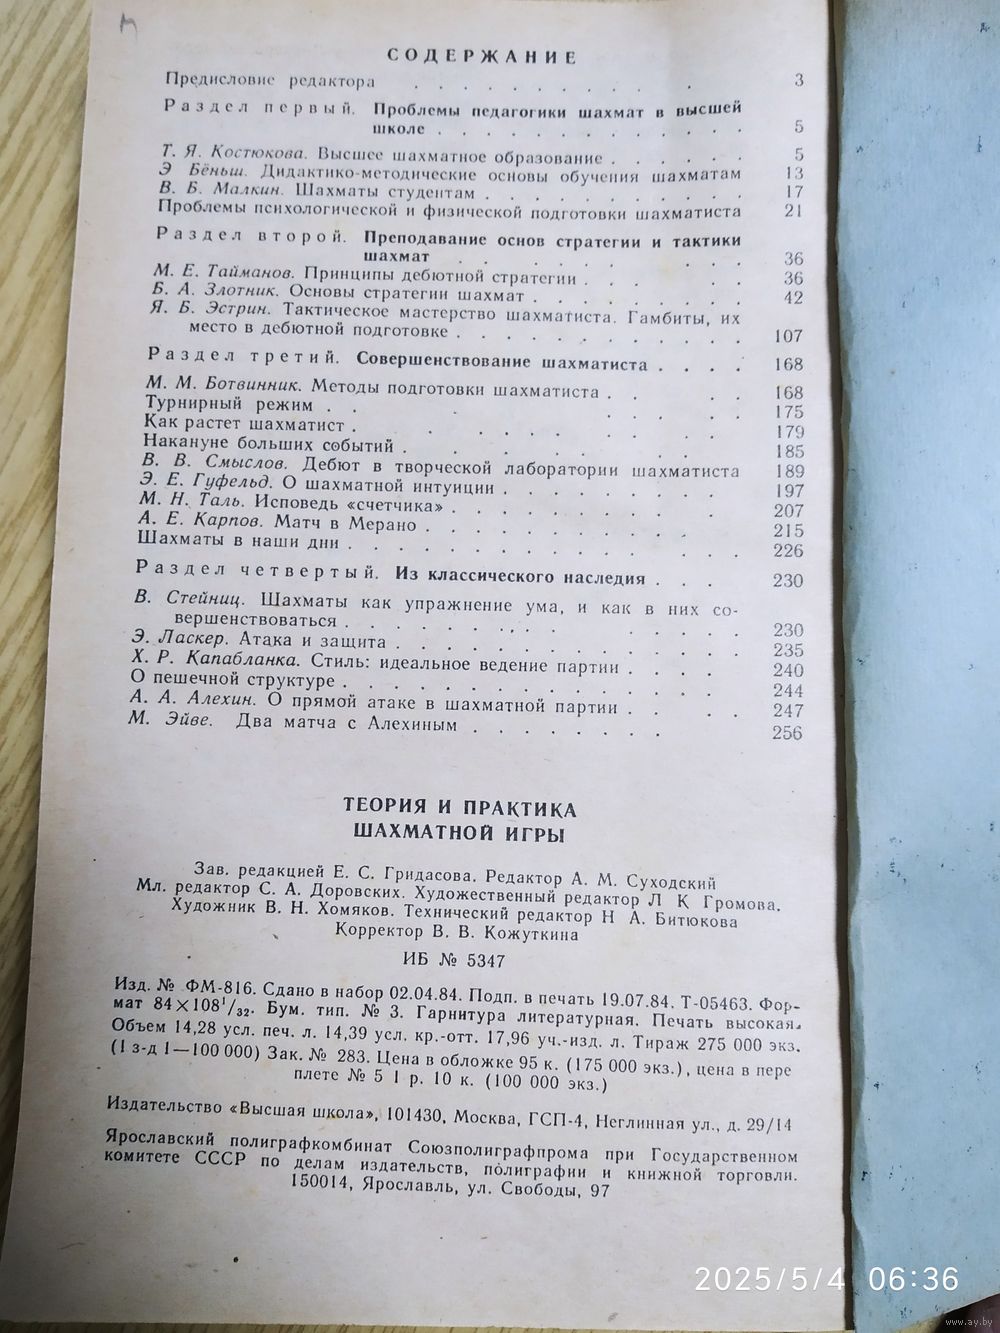 СОДЕРЖАНИЕ
Предисловие редактора . . . . . . . . . . 3
Раздел первый. Проблемы педагогики шахмат в высшей
школе . . . . . . . . . . . . . 5
Т. Я. Костюкова. Высшее шахматное образование . . . . . . 5
Э Бёньш. Дидактико-методические основы обучения шахматам 13
В. Б. Малкин. Шахматы студентам . . . . . . . . . . . 17
Проблемы психологической и физической подготовки шахматиста 21
Раздел второй. Преподавание основ стратегии и тактики
шахмат . . . . . . 36
М. Е. Тайманов. Принципы дебютной стратегии . . . . . . 36
Б. А. Злотник. Основы стратегии шахмат . . . . . . . . . 42
Я. Б. Эстрин. Тактическое мастерство шахматиста. Гамбиты, их
место в дебютной подготовке . . . . . . . . . . . . 107
Раздел третий. Совершенствование шахматиста . . . . 168
М. М. Ботвинник. Методы подготовки шахматиста . . . . 168
Турнирный режим . . . . . . . . . 175
Как растет шахматист . . . . . . . . . 179
Накануне больших событий . . . . . . . . . 185
В. В. Смыслов. Дебют в творческой лаборатории шахматиста 189
Э. Е. Гуфельд. О шахматной интуиции . . . . . . . . . 197
М. Н. Таль. Исповедь «счетчика» . . . . . . . . . . 207
А. Е. Карпов. Матч в Мерано . . . . . . . . . . 215
Шахматы в наши дни . . . . . . . . . . . . . . 226
Раздел четвертый. Из классического наследия . . . 230
В. Стейниц. Шахматы как упражнение ума, и как в них со-
вершенствоваться . . . . . . . . . . . . . 230
Э. Ласкер. Атака и защита . . . . . . . . . . . . . 235
Х. Р. Капабланка. Стиль: идеальное ведение партии . . . . 240
О пешечной структуре . . . . . . . . . . . . . . 244
А. А. Алехин. О прямой атаке в шахматной партии . . . . 247
М. Эйве. Два матча с Алехиным . . . . . . . . 256
ТЕОРИЯ И ПРАКТИКА
ШАХМАТНОЙ ИГРЫ
Зав. редакцией Е. С. Гридасова. Редактор А. М. Суходский
Мл. редактор С. А. Доровских. Художественный редактор Л К Громова.
Художник В. Н. Хомяков. Технический редактор Н А. Битюкова
Корректор В. В. Кожуткина
ИБ № 5347
Изд. № ФМ-816. Сдано в набор 02.04.84. Подп. в печать 19.07.84. Т-05463. Фор-
мат 84×108¹/₃₂. Бум. тип. № 3. Гарнитура литературная. Печать высокая.
Объем 14,28 усл. печ. л. 14,39 усл. кр.-отт. 17,96 уч.-изд. л. Тираж 275 000 экз.
(1 з-д 1—100 000) Зак. № 283. Цена в обложке 95 к. (175 000 экз.), цена в пере
плете № 5 1 р. 10 к. (100 000 экз.)
Издательство «Высшая школа», 101430, Москва, ГСП-4, Неглинная ул., д. 29/14
Ярославский полиграфкомбинат Союзполиграфпрома при Государственном
комитете СССР по делам издательств, полиграфии и книжной торговли.
150014, Ярославль, ул. Свободы, 97
2025/5/4 06:36
www.ay.by